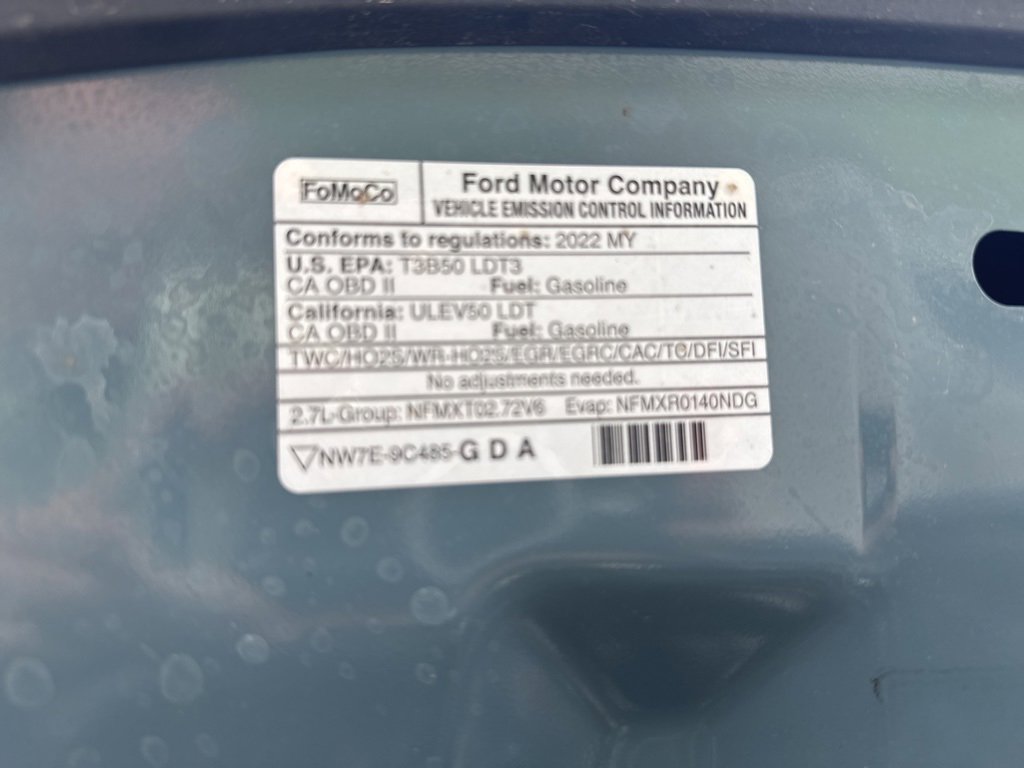 FoMoCo
Ford Motor Company
VEHICLE EMISSION CONTROL INFORMATION
Conforms to regulations: 2022 MY
U.S. EPA: T3B50 LDT3
CA OBD II Fuel: Gasoline
California: ULEV50 LDT
CA OBD II Fuel: Gasoline
TWC/HO2S/WR-HO2S/EGR/EGRC/CAC/TC/DFI/SFI
No adjustments needed.
2.7L-Group: NFMXT02.72V6 Evap: NFMXR0140NDG
NW7E-9C485-G D A